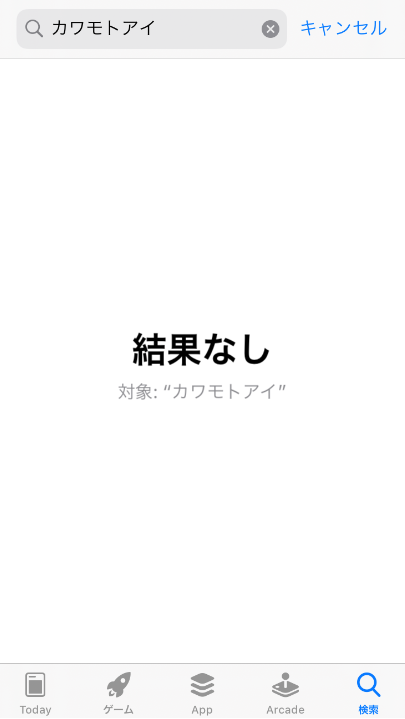 カワモトアイ
キャンセル
結果なし
対象: “カワモトアイ”
Today
ゲーム
App
Arcade
検索